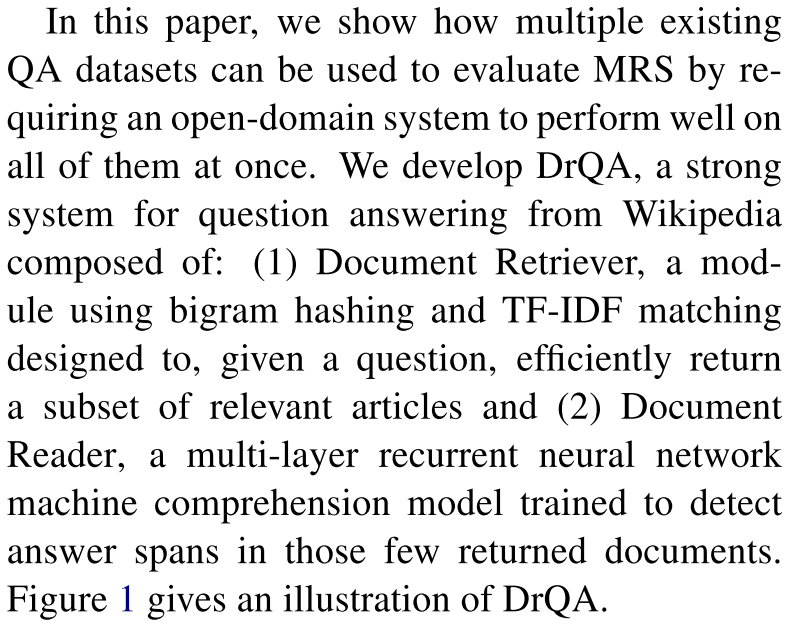 In this paper, we show how multiple existing
QA datasets can be used to evaluate MRS by re-
quiring an open-domain system to perform well on
all of them at once. We develop DrQA, a strong
system for question answering from Wikipedia
composed of: (1) Document Retriever, a mod-
ule using bigram hashing and TF-IDF matching
designed to, given a question, efficiently return
a subset of relevant articles and (2) Document
Reader, a multi-layer recurrent neural network
machine comprehension model trained to detect
answer spans in those few returned documents.
Figure 1 gives an illustration of DrQA.